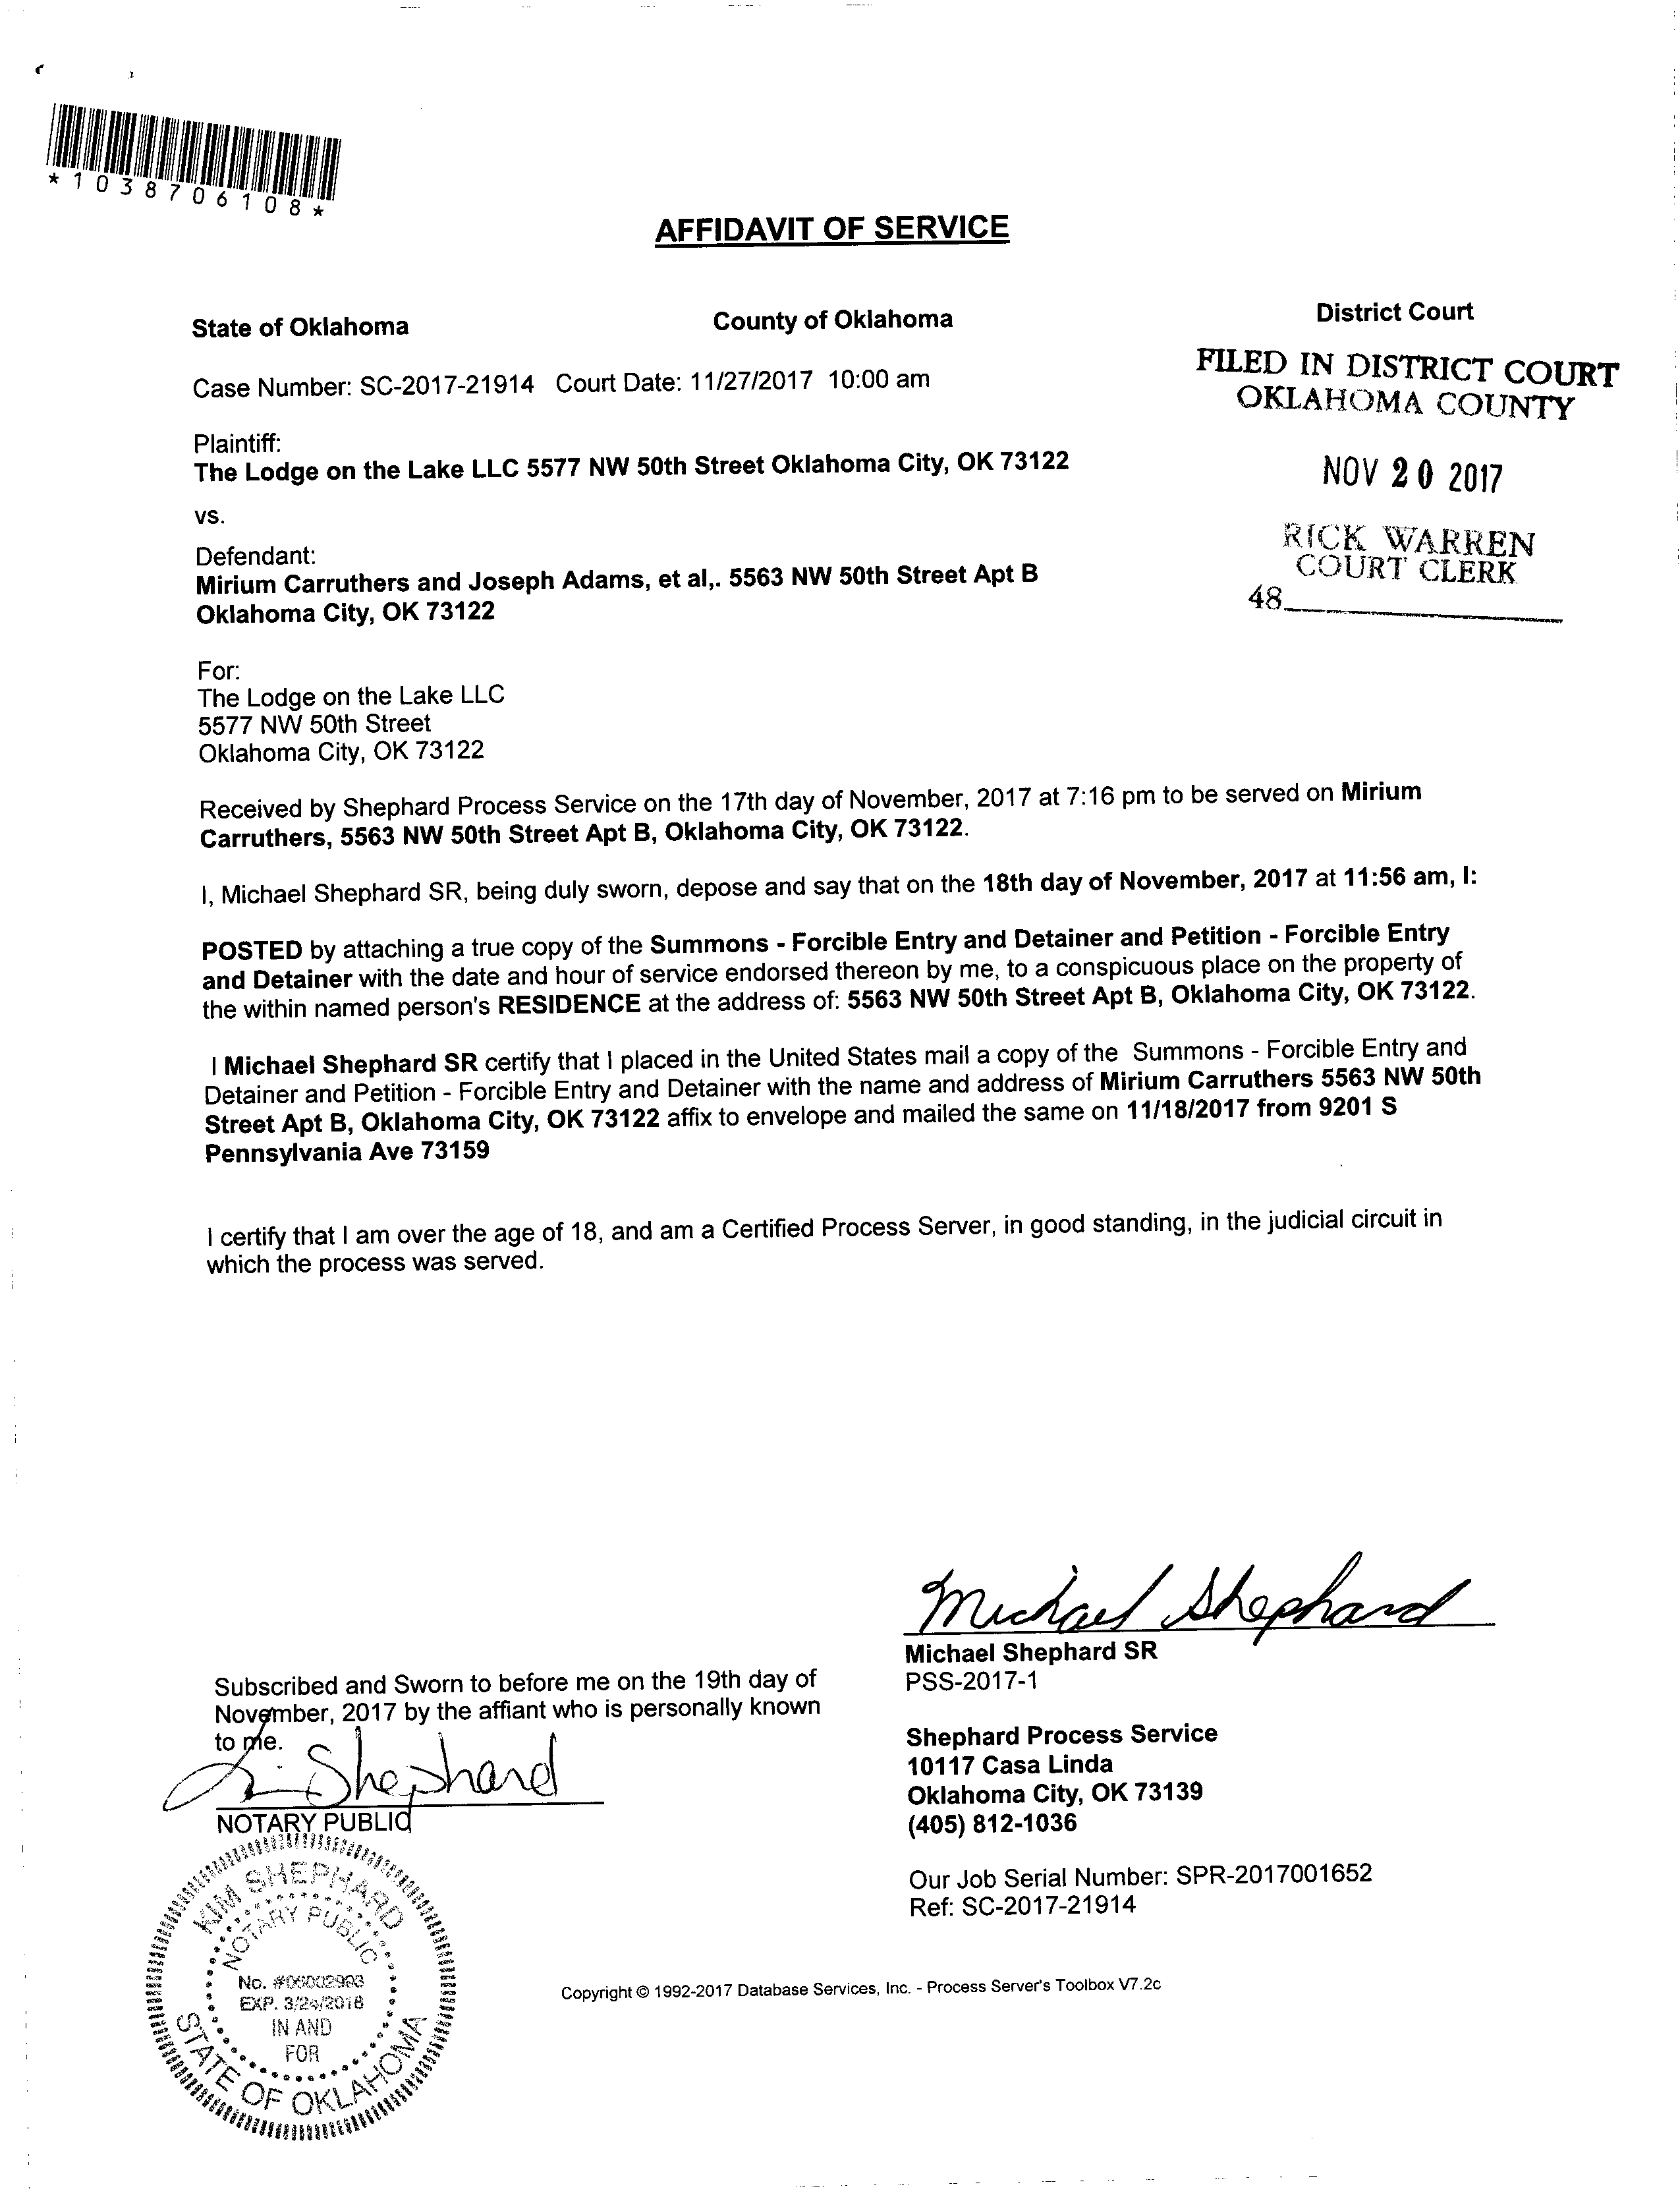 *1038706108*
AFFIDAVIT OF SERVICE
State of Oklahoma County of Oklahoma District Court
FILED IN DISTRICT COURT
OKLAHOMA COUNTY
Case Number: SC-2017-21914 Court Date: 11/27/2017 10:00 am
Plaintiff:
The Lodge on the Lake LLC 5577 NW 50th Street Oklahoma City, OK 73122
NOV 20 2017
vs.
RICK WARREN
COURT CLERK
48
Defendant:
Mirium Carruthers and Joseph Adams, et al,. 5563 NW 50th Street Apt B
Oklahoma City, OK 73122
For:
The Lodge on the Lake LLC
5577 NW 50th Street
Oklahoma City, OK 73122
Received by Shephard Process Service on the 17th day of November, 2017 at 7:16 pm to be served on Mirium
Carruthers, 5563 NW 50th Street Apt B, Oklahoma City, OK 73122.
I, Michael Shephard SR, being duly sworn, depose and say that on the 18th day of November, 2017 at 11:56 am, I:
POSTED by attaching a true copy of the Summons - Forcible Entry and Detainer and Petition - Forcible Entry
and Detainer with the date and hour of service endorsed thereon by me, to a conspicuous place on the property of
the within named person's RESIDENCE at the address of: 5563 NW 50th Street Apt B, Oklahoma City, OK 73122.
I Michael Shephard SR certify that I placed in the United States mail a copy of the Summons - Forcible Entry and
Detainer and Petition - Forcible Entry and Detainer with the name and address of Mirium Carruthers 5563 NW 50th
Street Apt B, Oklahoma City, OK 73122 affix to envelope and mailed the same on 11/18/2017 from 9201 S
Pennsylvania Ave 73159
I certify that I am over the age of 18, and am a Certified Process Server, in good standing, in the judicial circuit in
which the process was served.
Michael Shephard
Michael Shephard SR
PSS-2017-1
Subscribed and Sworn to before me on the 19th day of
November, 2017 by the affiant who is personally known
to me.
Shephard
NOTARY PUBLIC
Shephard Process Service
10117 Casa Linda
Oklahoma City, OK 73139
(405) 812-1036
Our Job Serial Number: SPR-2017001652
Ref: SC-2017-21914
KIM SHEPHARD
NOTARY PUBLIC
No. #06002993
EXP.
IN AND
FOR
STATE OF OKLAHOMA
Copyright © 1992-2017 Database Services, Inc. - Process Server's Toolbox V7.2c